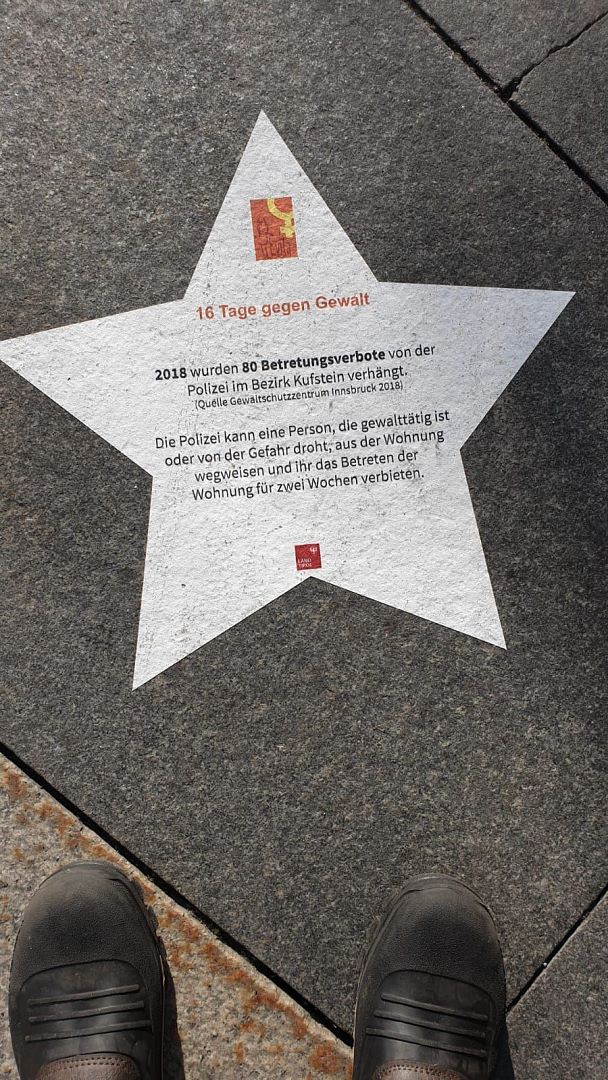 16 Tage gegen Gewalt
2018 wurden 80 Betretungsverbote von der
Polizei im Bezirk Kufstein verhängt.
(Quelle Gewaltschutzzentrum Innsbruck 2018)
Die Polizei kann eine Person, die gewalttätig ist
oder von der Gefahr droht, aus der Wohnung
wegweisen und ihr das Betreten der
Wohnung für zwei Wochen verbieten.
LAND
TIROL